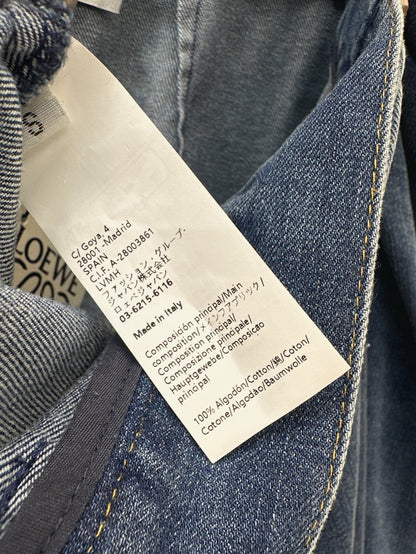 LOEWE
C/ Goya, 4
28001 -Madrid
SPAIN
C.I.F. A-28003861
LVMH
ファッション・グループ・
ジャパン株式会社
ロエベジャパン
03-6215-6116
Made in Italy
Composición principal/Main
composition/メインファブリック/
Composition principal/
Composizione principale/
Hauptgewebe/Composicao
principal
100% Algodón/Cotton/綿/Coton/
Cotone/Algodão/Baumwolle